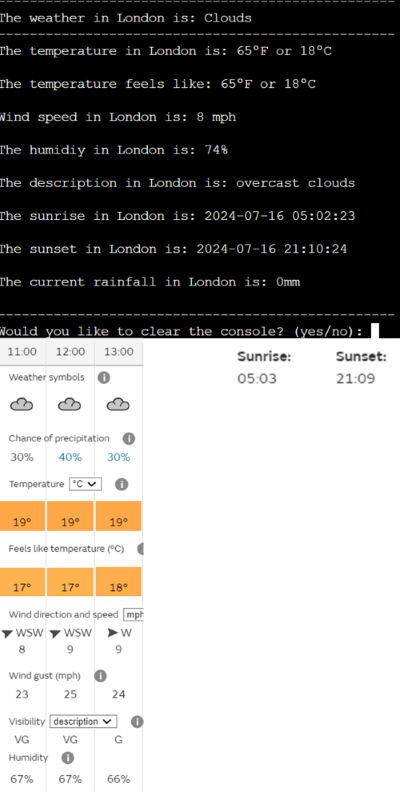 The weather in London is: Clouds
The temperature in London is: 65°F or 18°C
The temperature feels like: 65°F or 18°C
Wind speed in London is: 8 mph
The humidiy in London is: 74%
The description in London is: overcast clouds
The sunrise in London is: 2024-07-16 05:02:23
The sunset in London is: 2024-07-16 21:10:24
The current rainfall in London is: 0mm
Would you like to clear the console? (yes/no):
11:00 12:00 13:00
Sunrise: Sunset:
05:03 21:09
Weather symbols i
Chance of precipitation i
30% 40% 30%
Temperature °C i
19° 19° 19°
Feels like temperature (°C) i
17° 17° 18°
Wind direction and speed mph
WSW WSW W
8 9 9
Wind gust (mph) i
23 25 24
Visibility description i
VG VG G
Humidity i
67% 67% 66%